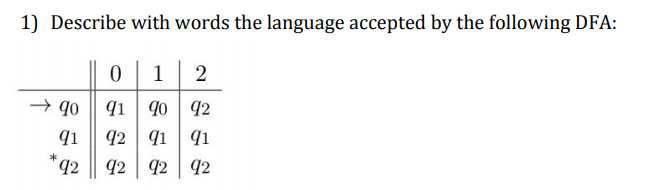 1) Describe with words the language accepted by the following DFA:
0 1 2
→ q0 q1 q0 q2
q1 q2 q1 q1
*q2 q2 q2 q2